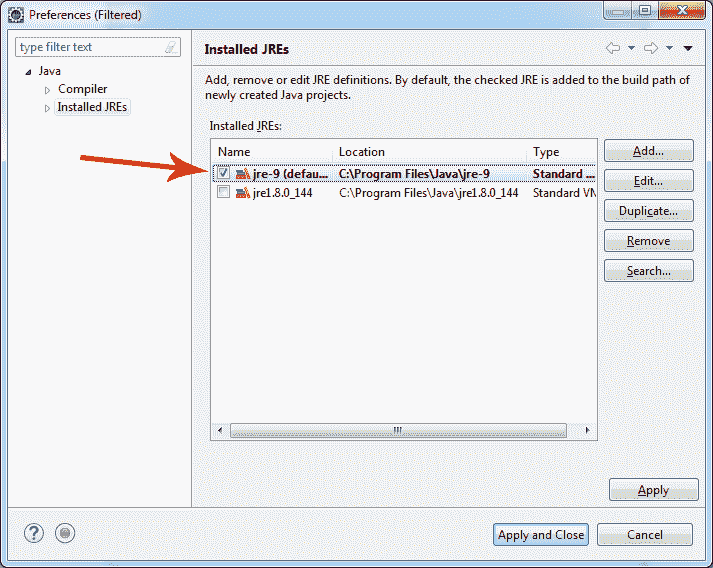 Preferences (Filtered)
type filter text
Java
Compiler
Installed JREs
Installed JREs
Add, remove or edit JRE definitions. By default, the checked JRE is added to the build path of
newly created Java projects.
Installed JREs:
Name Location Type
jre-9 (defau... C:\Program Files\Java\jre-9 Standard ...
jre1.8.0_144 C:\Program Files\Java\jre1.8.0_144 Standard VM
Add...
Edit...
Duplicate...
Remove
Search...
Apply
?
Apply and Close Cancel